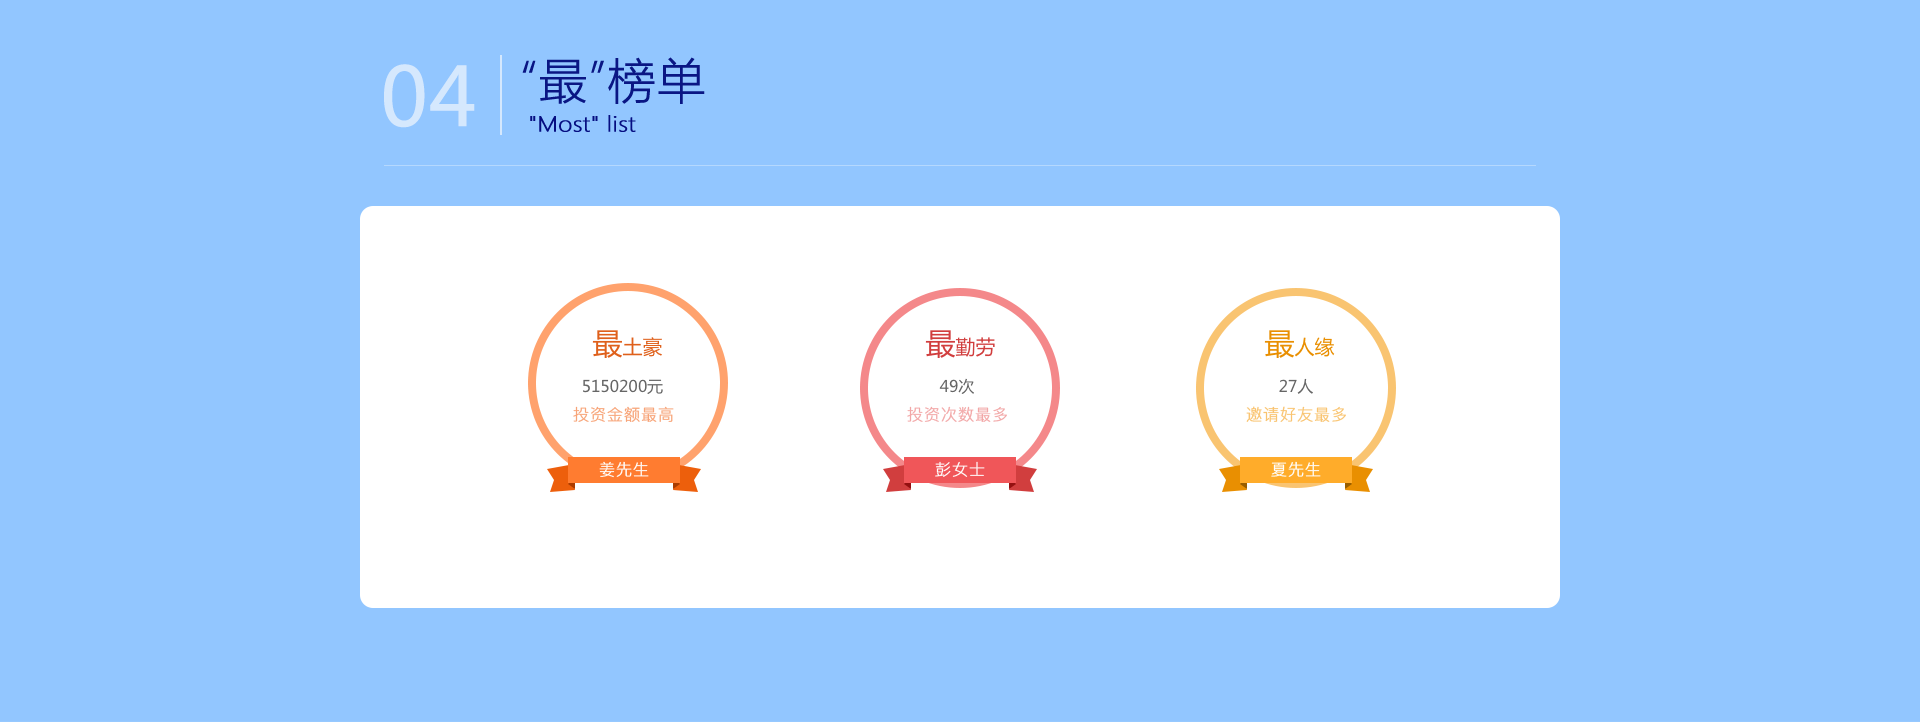 04
“最”榜单
"Most" list
最土豪
5150200元
投资金额最高
姜先生
最勤劳
49次
投资次数最多
彭女士
最人缘
27人
邀请好友最多
夏先生